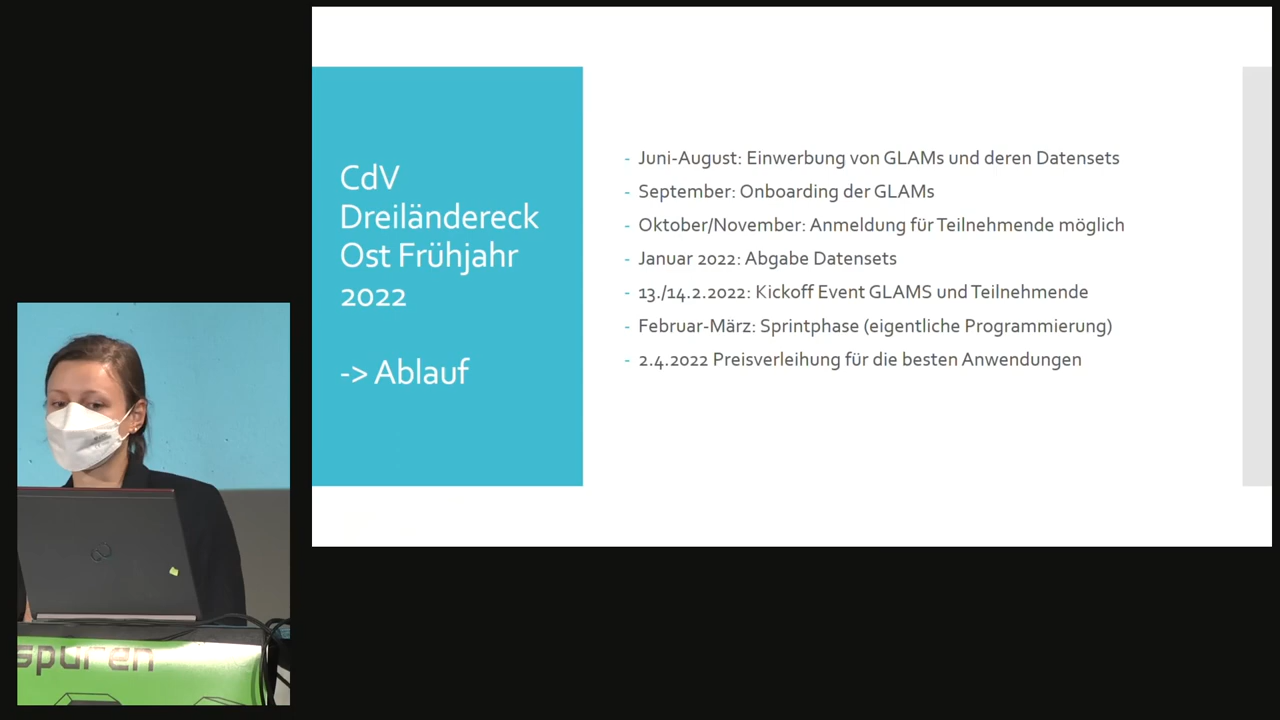 CdV
Dreiländereck
Ost Frühjahr
2022
-> Ablauf
- Juni-August: Einwerbung von GLAMs und deren Datensets
- September: Onboarding der GLAMs
- Oktober/November: Anmeldung für Teilnehmende möglich
- Januar 2022: Abgabe Datensets
- 13./14.2.2022: Kickoff Event GLAMS und Teilnehmende
- Februar-März: Sprintphase (eigentliche Programmierung)
- 2.4.2022 Preisverleihung für die besten Anwendungen
spuren